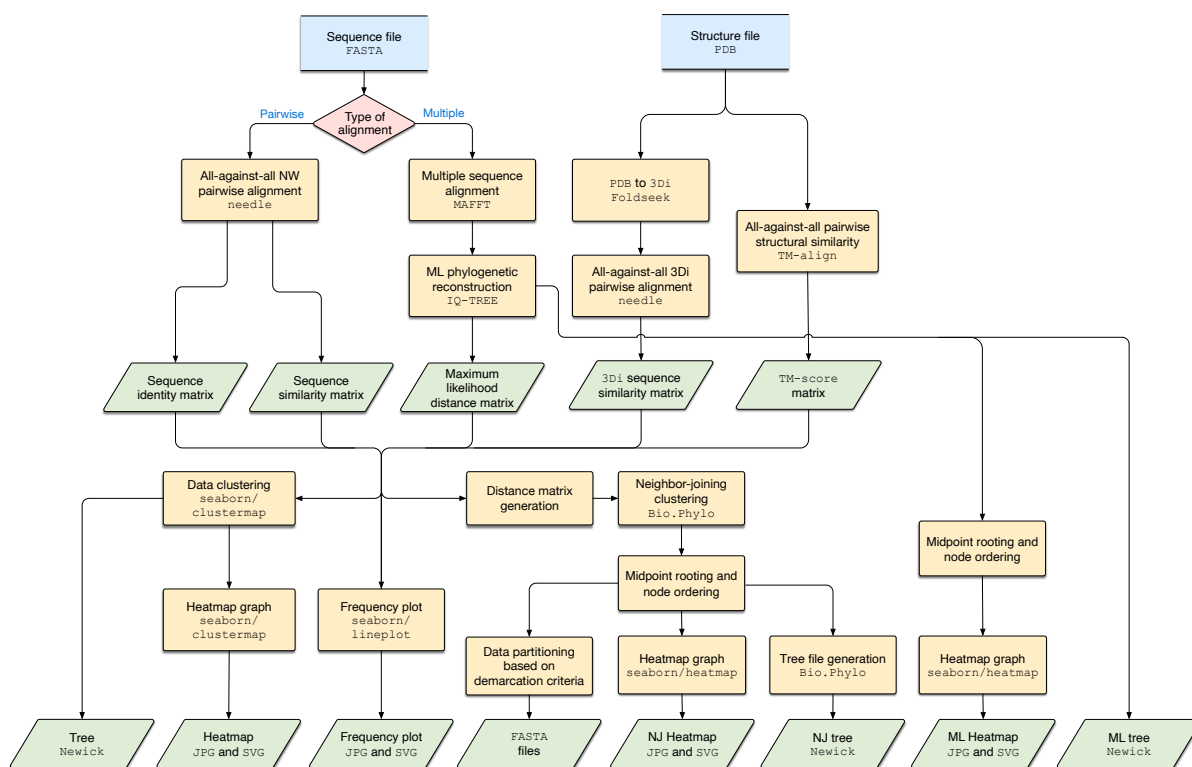 Sequence file
FASTA
Structure file
PDB
Pairwise
Type of
alignment
Multiple
All-against-all NW
pairwise alignment
needle
Multiple sequence
alignment
MAFFT
PDB to 3Di
Foldseek
All-against-all pairwise
structural similarity
TM-align
ML phylogenetic
reconstruction
IQ-TREE
All-against-all 3Di
pairwise alignment
needle
Sequence
identity matrix
Sequence
similarity matrix
Maximum
likelihood
distance matrix
3Di sequence
similarity matrix
TM-score
matrix
Data clustering
seaborn/
clustermap
Distance matrix
generation
Neighbor-joining
clustering
Bio.Phylo
Midpoint rooting and
node ordering
Midpoint rooting and
node ordering
Heatmap graph
seaborn/
clustermap
Frequency plot
seaborn/
lineplot
Data partitioning
based on
demarcation criteria
Heatmap graph
seaborn/heatmap
Tree file generation
Bio.Phylo
Heatmap graph
seaborn/heatmap
Tree
Newick
Heatmap
JPG and SVG
Frequency plot
JPG and SVG
FASTA
files
NJ Heatmap
JPG and SVG
NJ tree
Newick
ML Heatmap
JPG and SVG
ML tree
Newick